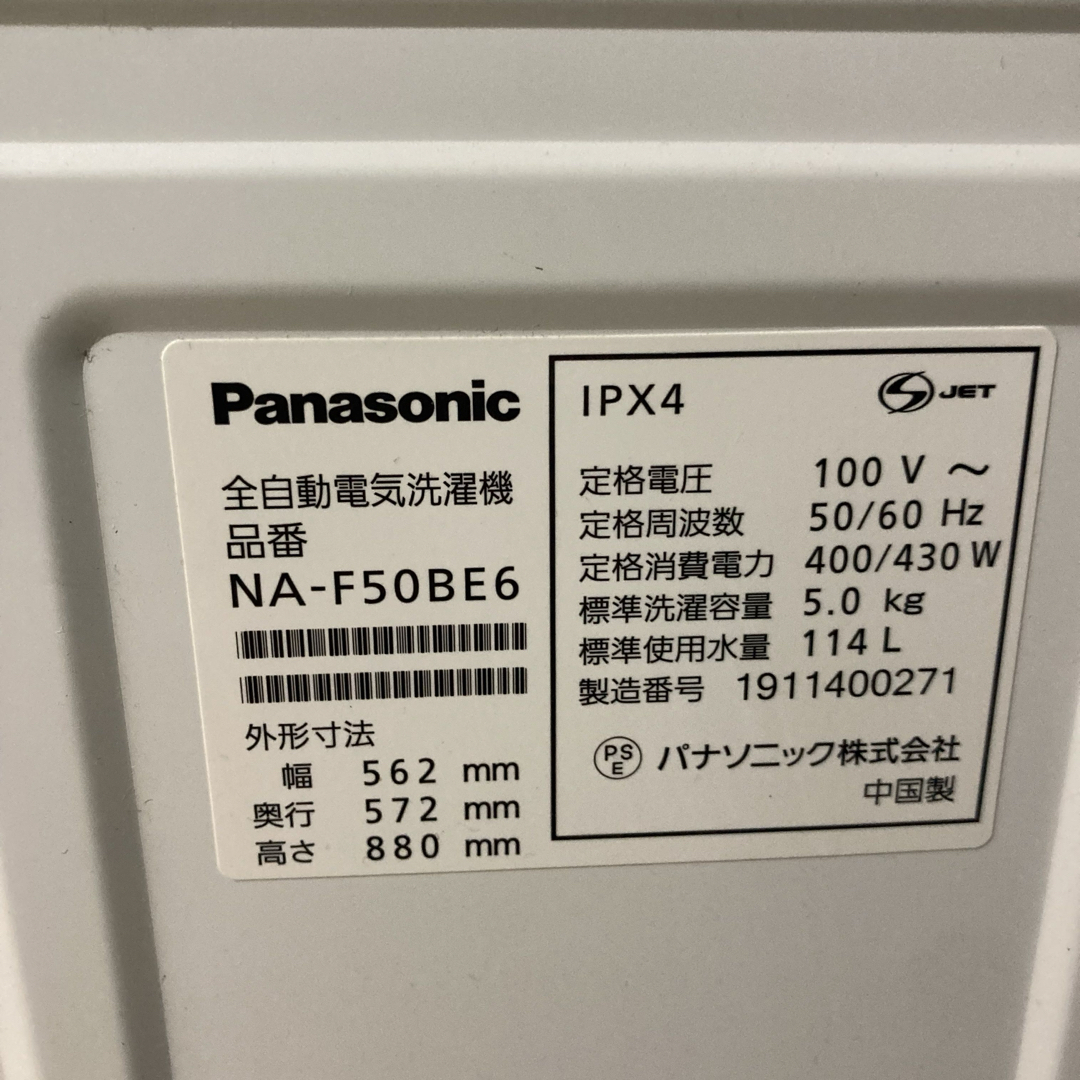 Panasonic
全自動電気洗濯機
品番
NA-F50BE6
外形寸法
幅 562 mm
奥行 572 mm
高さ 880 mm
IPX4
S JET
定格電圧 100 V ～
定格周波数 50/60 Hz
定格消費電力 400/430 W
標準洗濯容量 5.0 kg
標準使用水量 114 L
製造番号 1911400271
PSE パナソニック株式会社
中国製